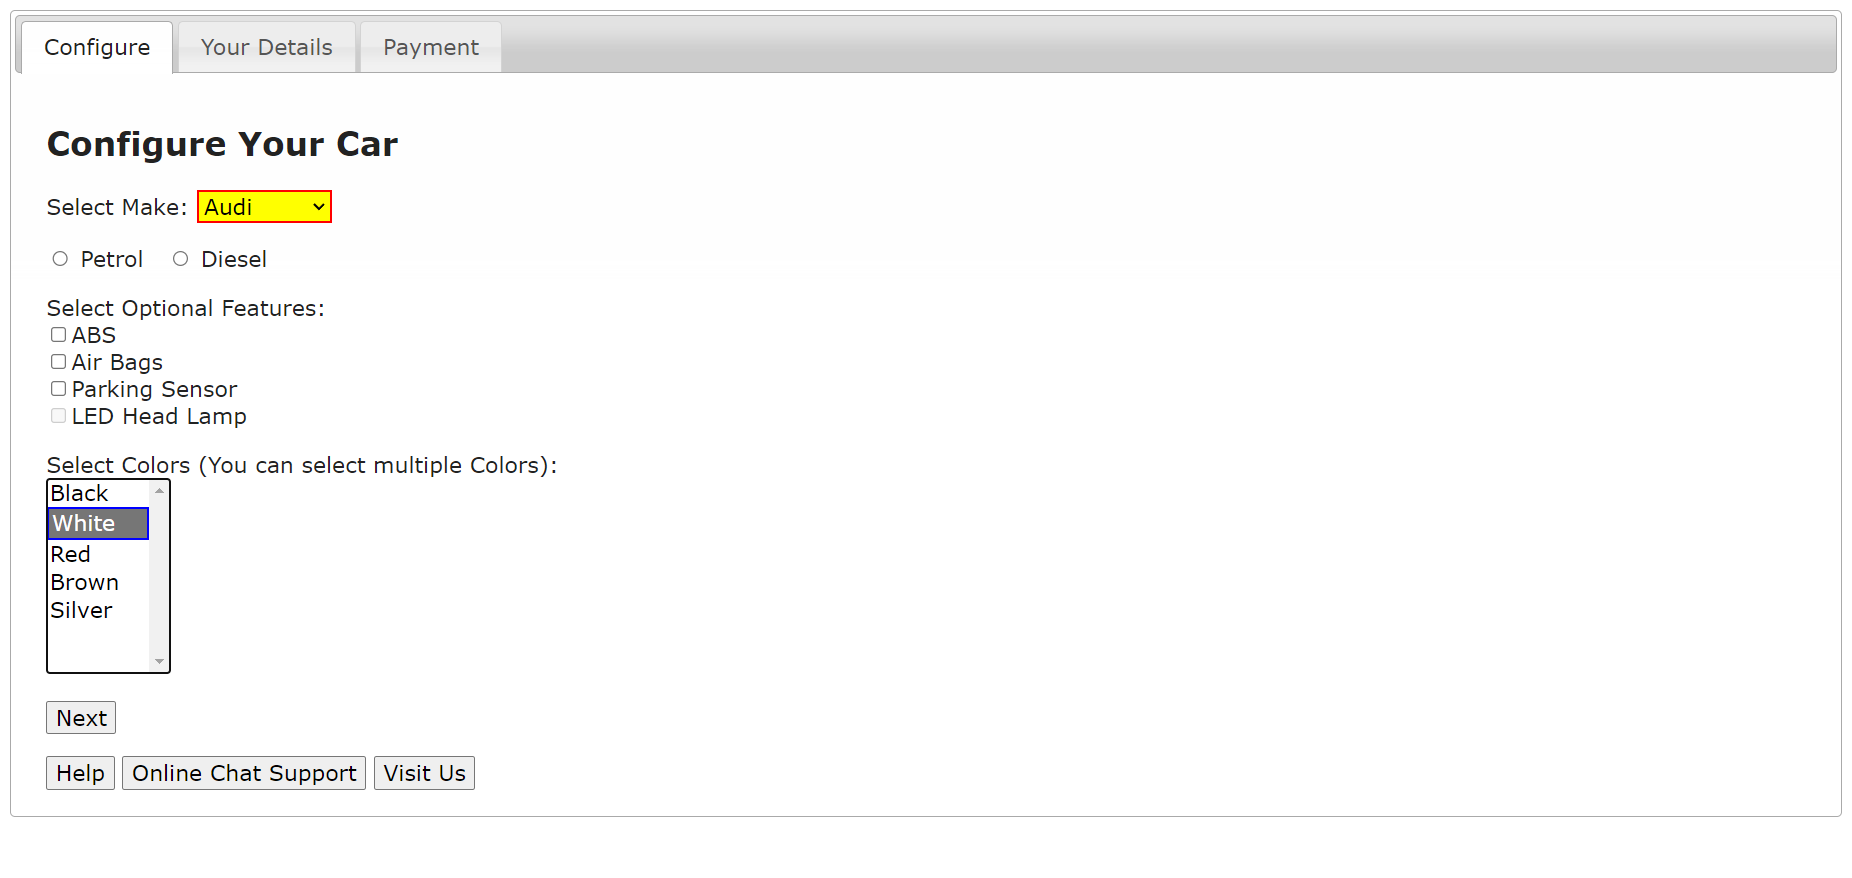 Configure Your Details Payment
Configure Your Car
Select Make: Audi
Petrol Diesel
Select Optional Features:
ABS
Air Bags
Parking Sensor
LED Head Lamp
Select Colors (You can select multiple Colors):
Black
White
Red
Brown
Silver
Next
Help Online Chat Support Visit Us